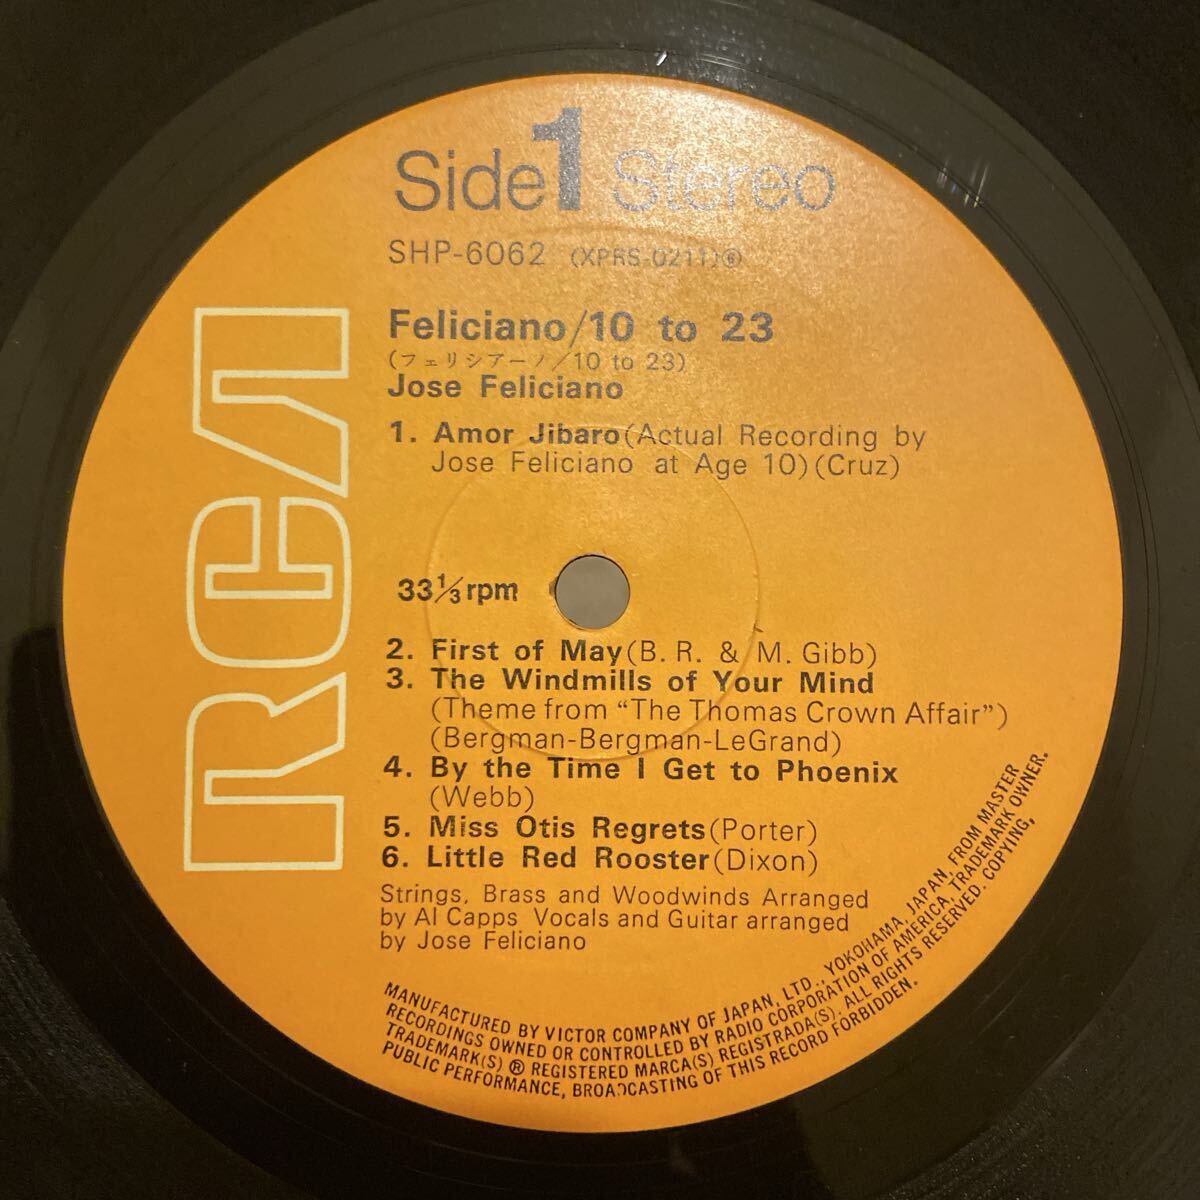 RCA
Side 1 Stereo
SHP-6062 (XPRS-0211)®
Feliciano/10 to 23
(フェリシアーノ/10 to 23)
Jose Feliciano
1. Amor Jibaro(Actual Recording by
Jose Feliciano at Age 10)(Cruz)
33 1/3 rpm
2. First of May(B. R. & M. Gibb)
3. The Windmills of Your Mind
(Theme from “The Thomas Crown Affair”)
(Bergman-Bergman-LeGrand)
4. By the Time I Get to Phoenix
(Webb)
5. Miss Otis Regrets(Porter)
6. Little Red Rooster(Dixon)
Strings, Brass and Woodwinds Arranged
by Al Capps Vocals and Guitar arranged
by Jose Feliciano
MANUFACTURED BY VICTOR COMPANY OF JAPAN, LTD., YOKOHAMA, JAPAN, FROM MASTER
RECORDINGS OWNED OR CONTROLLED BY RADIO CORPORATION OF AMERICA, TRADEMARK OWNER.
TRADEMARK(S) ® REGISTERED MARCA(S) REGISTRADA(S). ALL RIGHTS RESERVED. COPYING,
PUBLIC PERFORMANCE, BROADCASTING OF THIS RECORD FORBIDDEN.